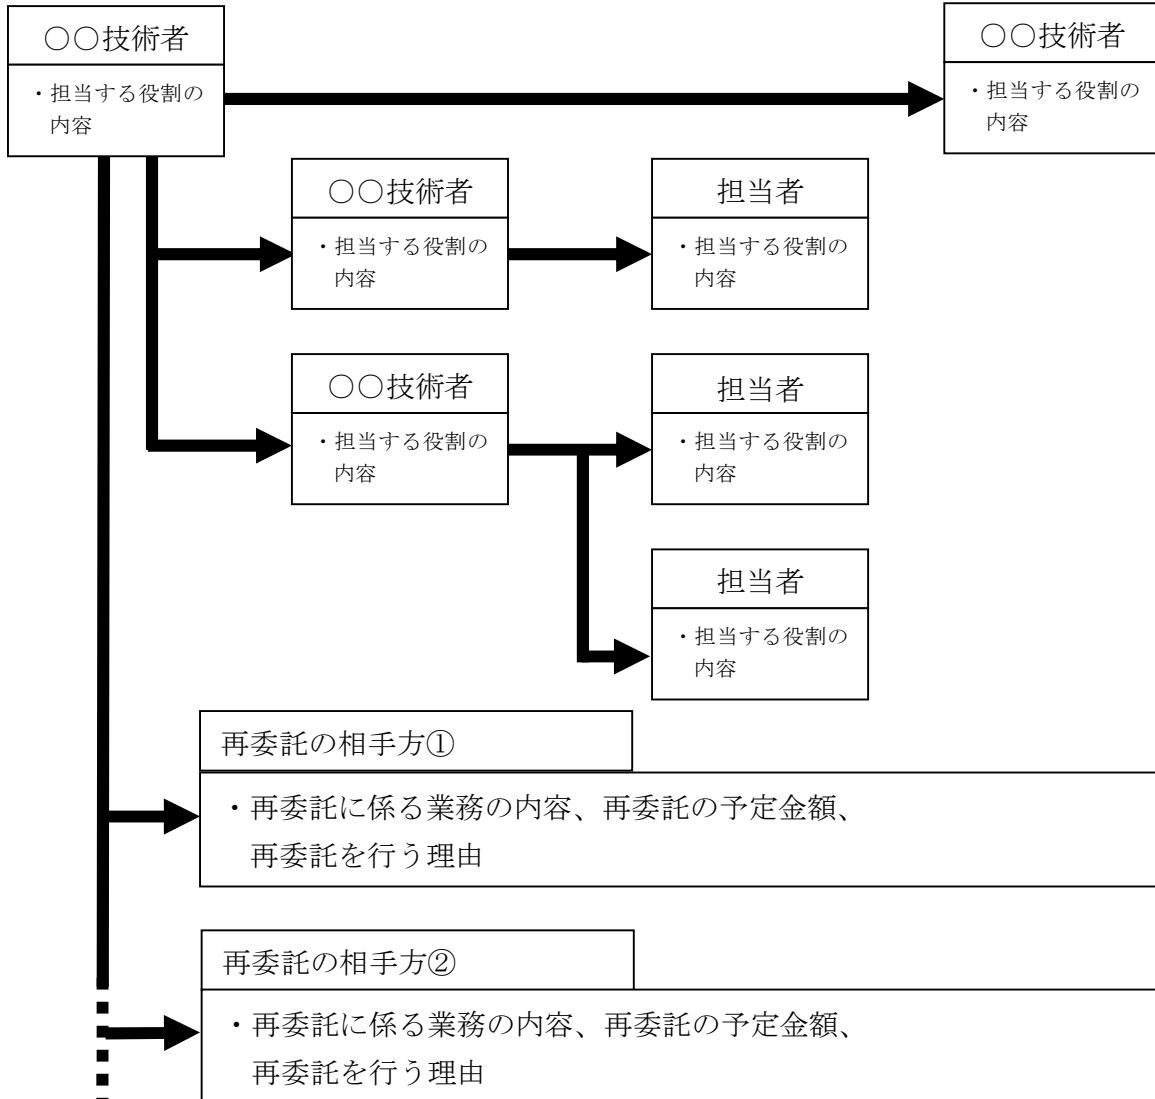 ○○技術者
・担当する役割の
内容
○○技術者
・担当する役割の
内容
○○技術者
・担当する役割の
内容
担当者
・担当する役割の
内容
○○技術者
・担当する役割の
内容
担当者
・担当する役割の
内容
担当者
・担当する役割の
内容
再委託の相手方①
・再委託に係る業務の内容、再委託の予定金額、
再委託を行う理由
再委託の相手方②
・再委託に係る業務の内容、再委託の予定金額、
再委託を行う理由